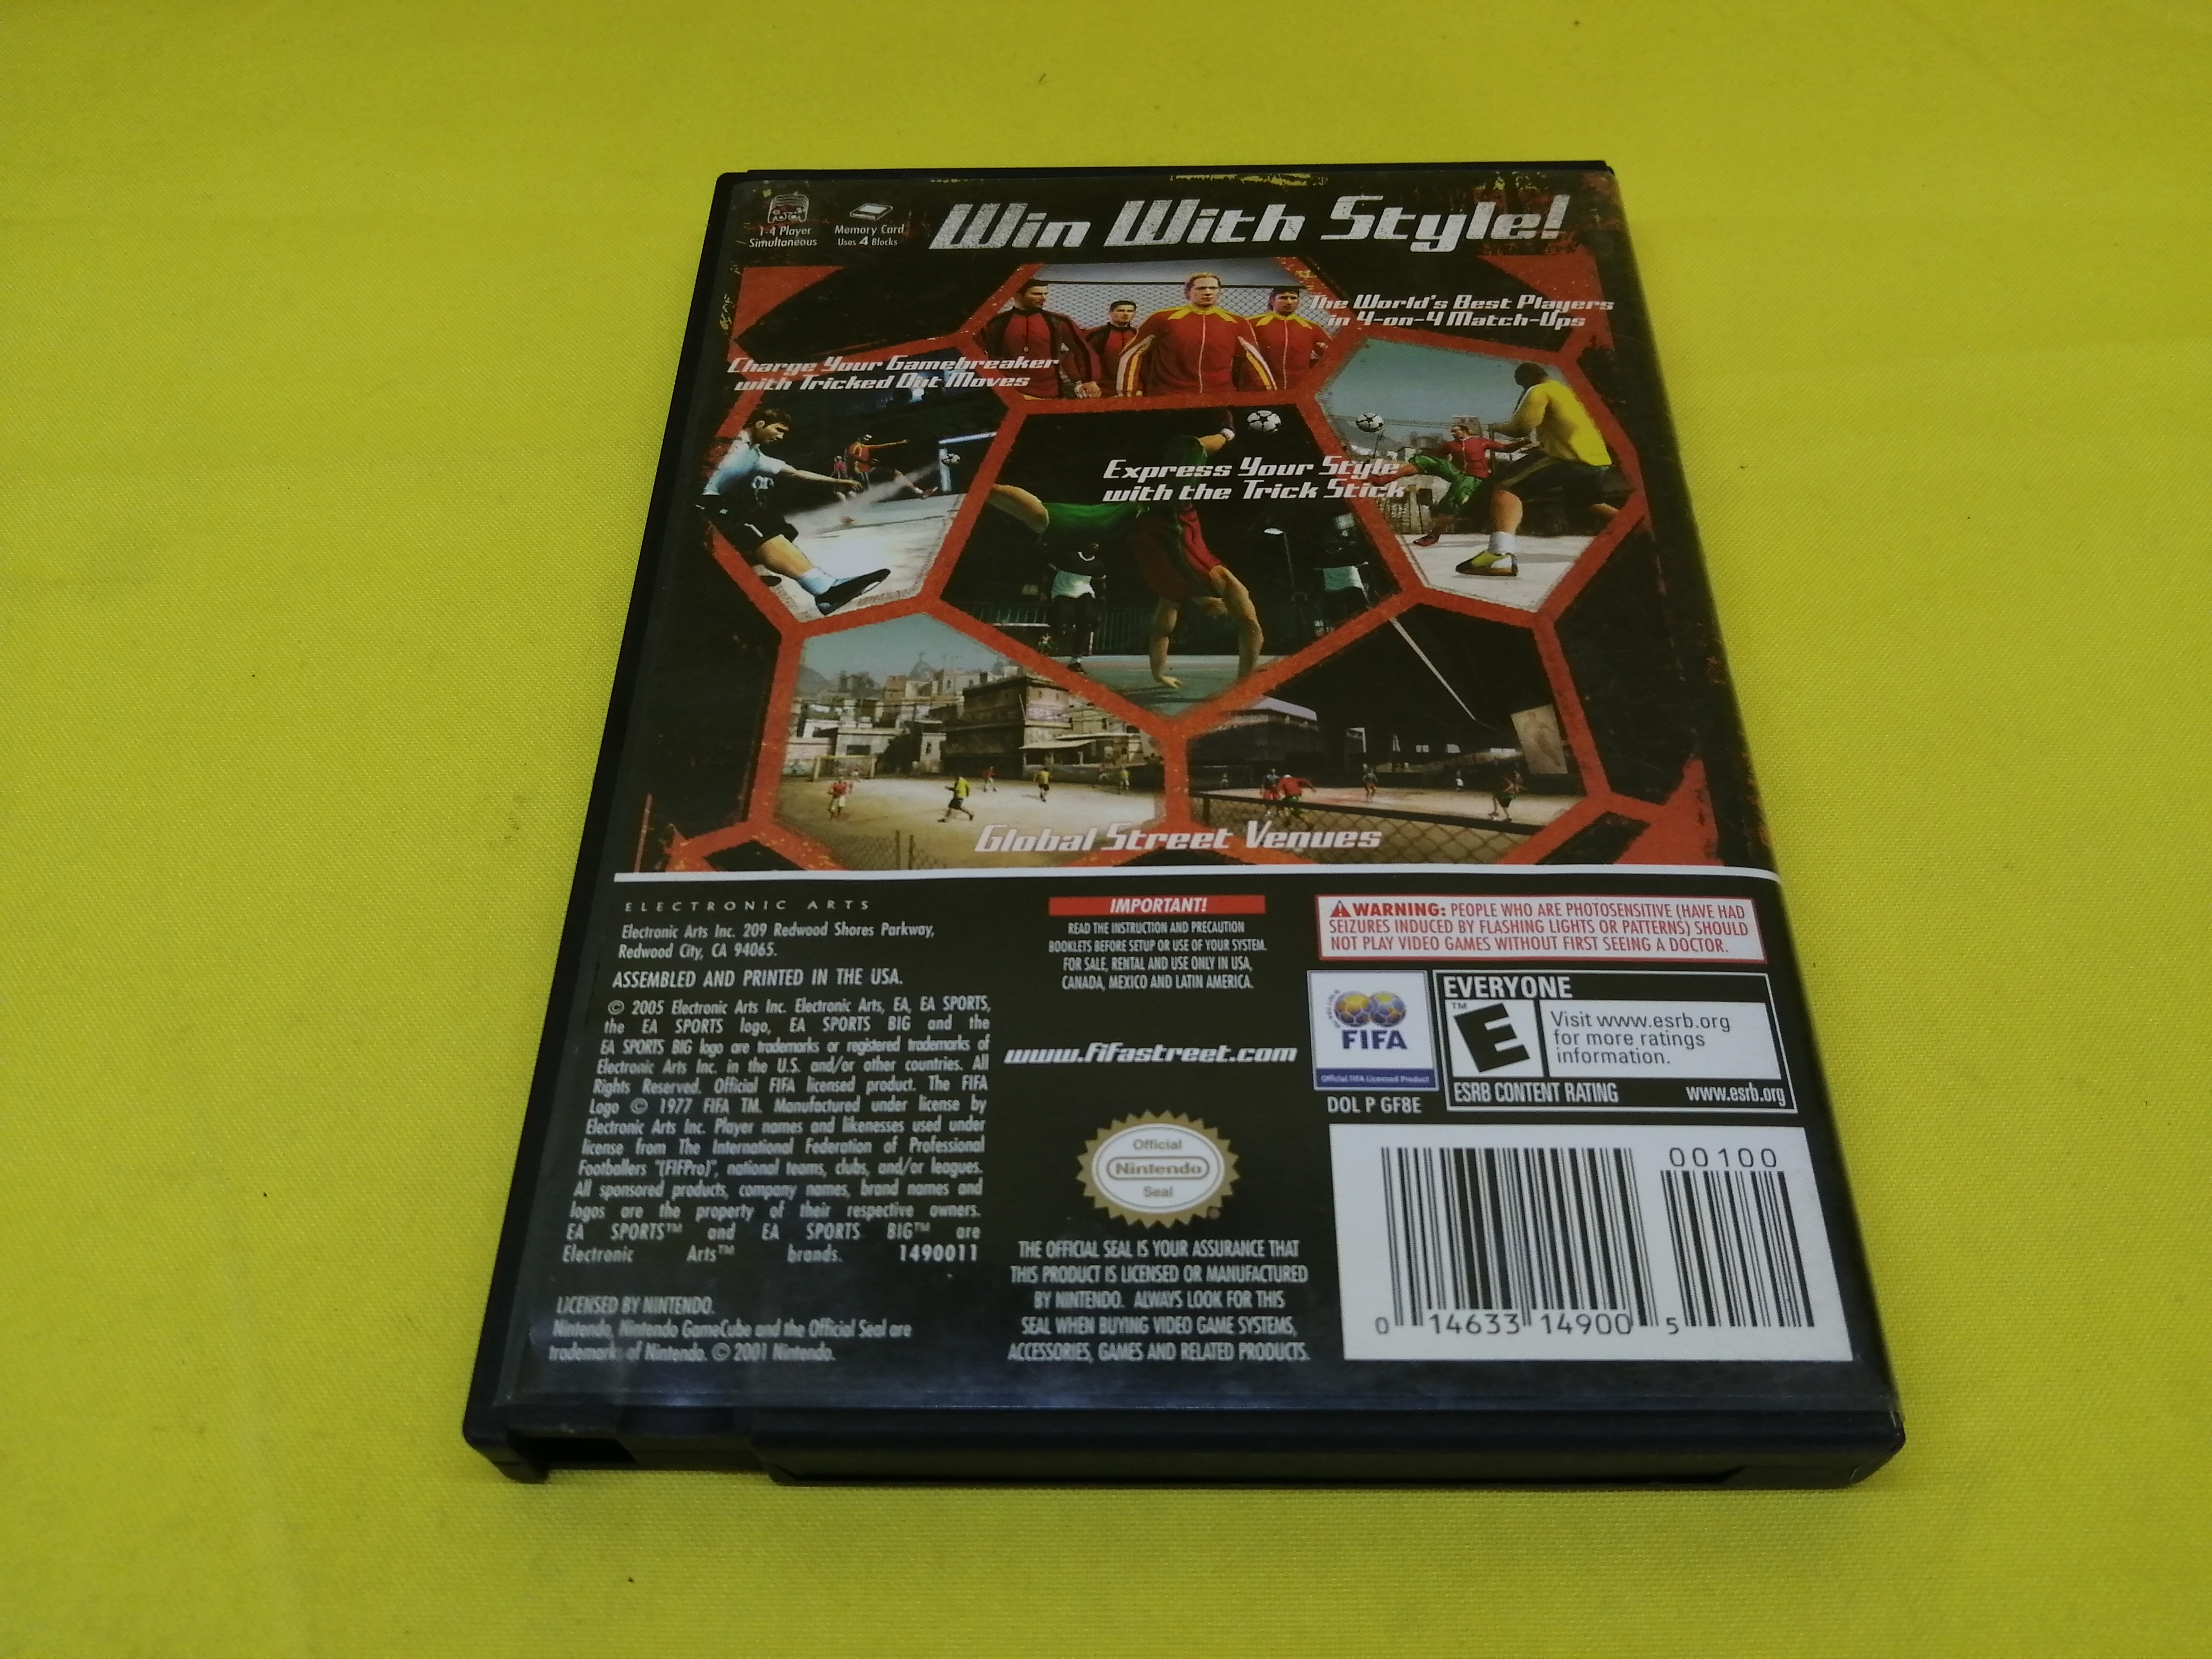 1-4 Player
Simultaneous
Memory Card
Uses 4 Blocks
Win With Style!
The World's Best Players
in 4-on-4 Match-Ups
Charge Your Gamebreaker
with Tricked Out Moves
Express Your Style
with the Trick Stick
Global Street Venues
ELECTRONIC ARTS
Electronic Arts Inc. 209 Redwood Shores Parkway,
Redwood City, CA 94065.
ASSEMBLED AND PRINTED IN THE USA.
© 2005 Electronic Arts Inc. Electronic Arts, EA, EA SPORTS,
the EA SPORTS logo, EA SPORTS BIG and the
EA SPORTS BIG logo are trademarks or registered trademarks of
Electronic Arts Inc. in the U.S. and/or other countries. All
Rights Reserved. Official FIFA licensed product. The FIFA
Logo © 1977 FIFA TM. Manufactured under license by
Electronic Arts Inc. Player names and likenesses used under
license from The International Federation of Professional
Footballers "(FIFPro)", national teams, clubs, and/or leagues.
All sponsored products, company names, brand names and
logos are the property of their respective owners.
EA SPORTS™ and EA SPORTS BIG™ are
Electronic Arts™ brands. 1490011
LICENSED BY NINTENDO.
Nintendo, Nintendo GameCube and the Official Seal are
trademarks of Nintendo. © 2001 Nintendo.
IMPORTANT!
READ THE INSTRUCTION AND PRECAUTION
BOOKLETS BEFORE SETUP OR USE OF YOUR SYSTEM.
FOR SALE, RENTAL AND USE ONLY IN USA,
CANADA, MEXICO AND LATIN AMERICA.
www.fifastreet.com
Official
Nintendo
Seal
THE OFFICIAL SEAL IS YOUR ASSURANCE THAT
THIS PRODUCT IS LICENSED OR MANUFACTURED
BY NINTENDO. ALWAYS LOOK FOR THIS
SEAL WHEN BUYING VIDEO GAME SYSTEMS,
ACCESSORIES, GAMES AND RELATED PRODUCTS.
WARNING: PEOPLE WHO ARE PHOTOSENSITIVE (HAVE HAD
SEIZURES INDUCED BY FLASHING LIGHTS OR PATTERNS) SHOULD
NOT PLAY VIDEO GAMES WITHOUT FIRST SEEING A DOCTOR.
FIFA
Official FIFA Licensed Product
DOL P GF8E
EVERYONE
™
E
Visit www.esrb.org
for more ratings
information.
ESRB CONTENT RATING www.esrb.org
00100
0 14633 14900 5